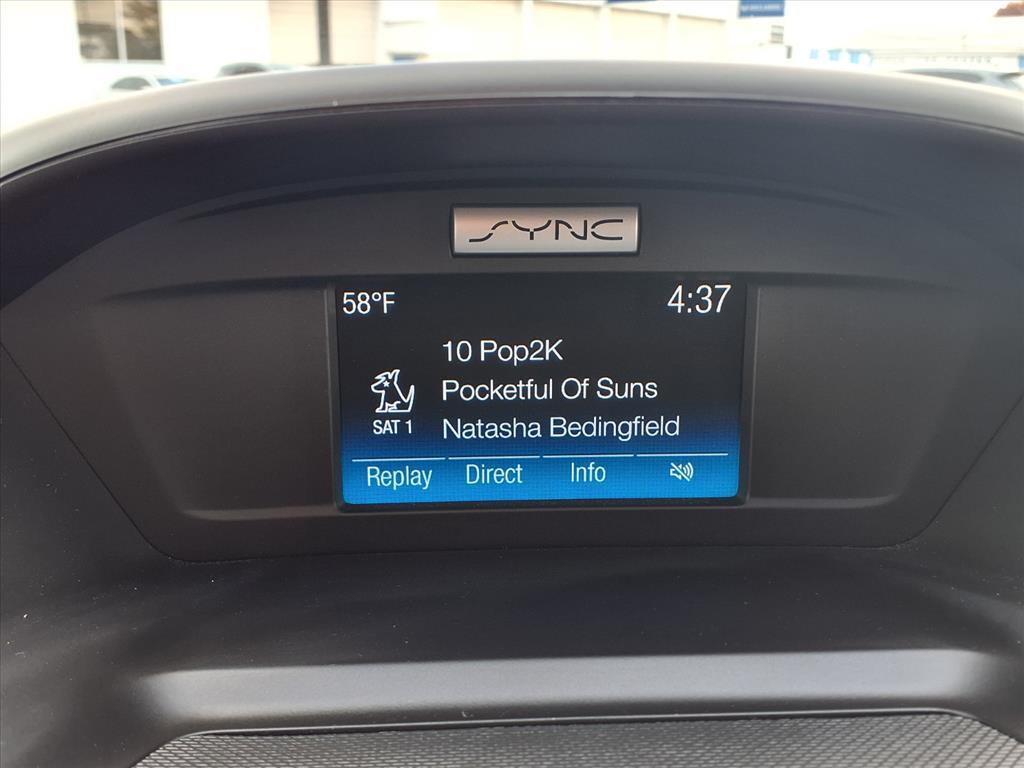 SYNC
58°F
4:37
10 Pop2K
Pocketful Of Suns
SAT 1
Natasha Bedingfield
Replay
Direct
Info